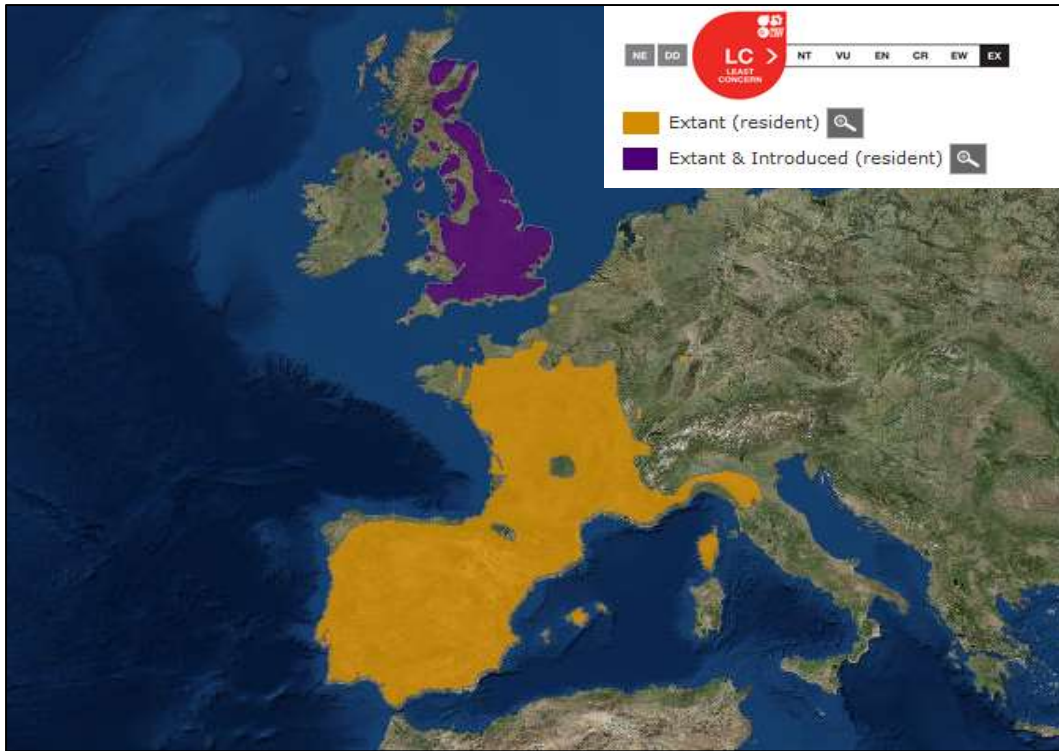 NE DD LC > NT VU EN CR EW EX
LEAST
CONCERN
Extant (resident)
Extant & Introduced (resident)